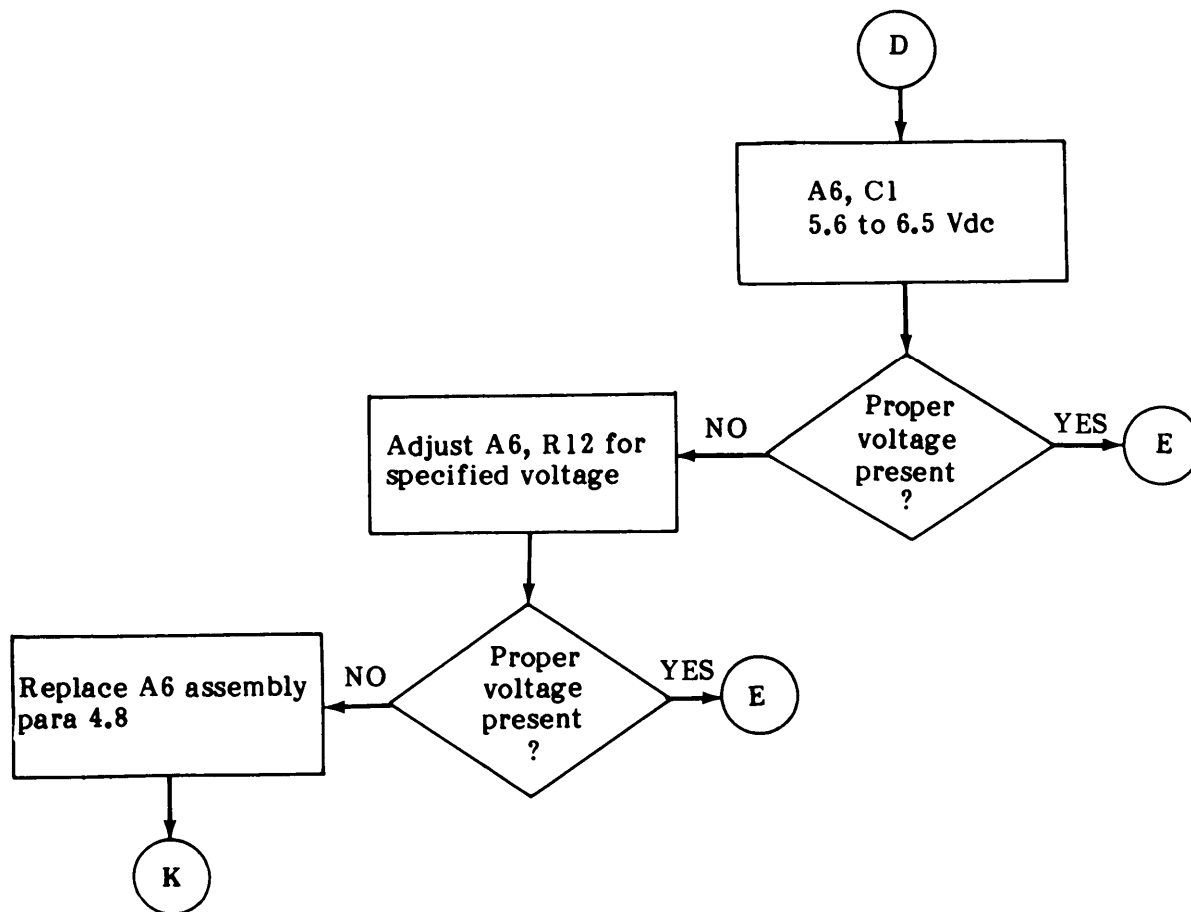 D
A6, C1
5.6 to 6.5 Vdc
Proper
voltage
present
?
YES
E
NO
Adjust A6, R12 for
specified voltage
Proper
voltage
present
?
YES
E
NO
Replace A6 assembly
para 4.8
K